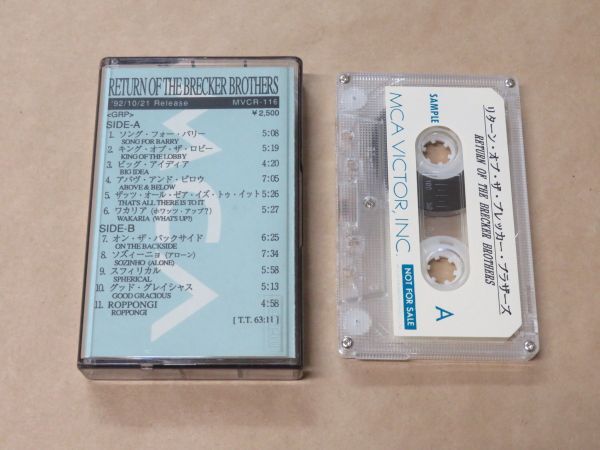 RETURN OF THE BRECKER BROTHERS
'92/10/21 Release MVCR-116
<GRP> ¥2,500
SIDE-A
1. ソング・フォー・バリー 5:08
SONG FOR BARRY
2. キング・オブ・ザ・ロビー 5:19
KING OF THE LOBBY
3. ビッグ・アイディア 4:20
BIG IDEA
4. アバヴ・アンド・ビロウ 7:05
ABOVE & BELOW
5. ザッツ・オール・ゼア・イズ・トゥ・イット 5:26
THAT'S ALL THERE IS TO IT
6. ワカリア (ホワッツ・アップ?) 5:27
WAKARIA (WHAT'S UP?)
SIDE-B
7. オン・ザ・バックサイド 6:25
ON THE BACKSIDE
8. ソズィーニョ (アローン) 7:34
SOZINHO (ALONE)
9. スフィリカル 5:58
SPHERICAL
10. グッド・グレイシャス 5:13
GOOD GRACIOUS
11. ROPPONGI 4:58
ROPPONGI
[T.T. 63:11]
リターン・オブ・ザ・ブレッカー・ブラザーズ
RETURN OF THE BRECKER BROTHERS
A
SAMPLE
MCA VICTOR, INC.
NOT FOR SALE
100 50